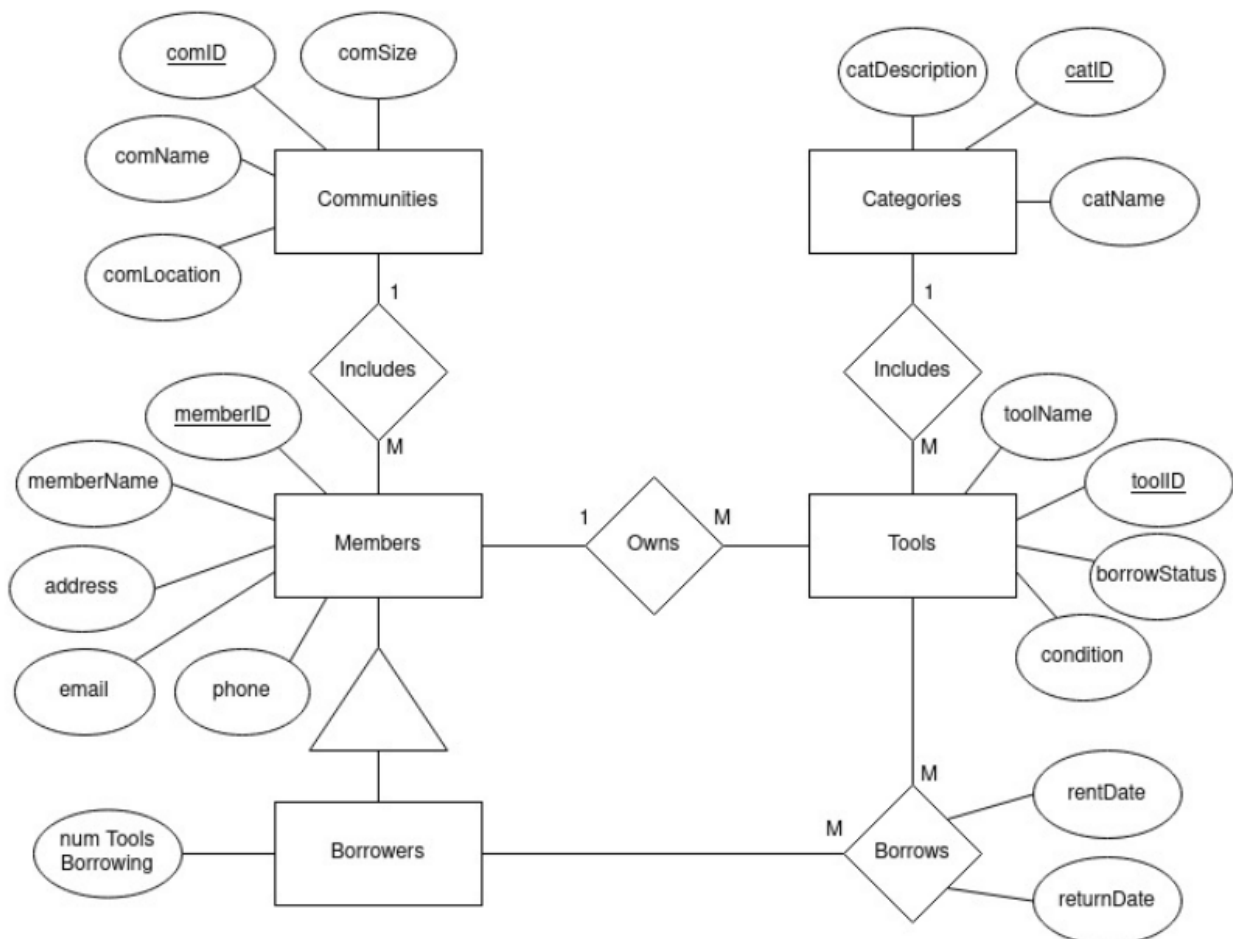 comID
comSize
catDescription
catID
comName
Communities
Categories
catName
comLocation
1
1
Includes
Includes
memberID
toolName
M
M
memberName
toolID
1
M
Members
Owns
Tools
address
borrowStatus
condition
email
phone
M
rentDate
num Tools
Borrowing
Borrowers
M
Borrows
returnDate